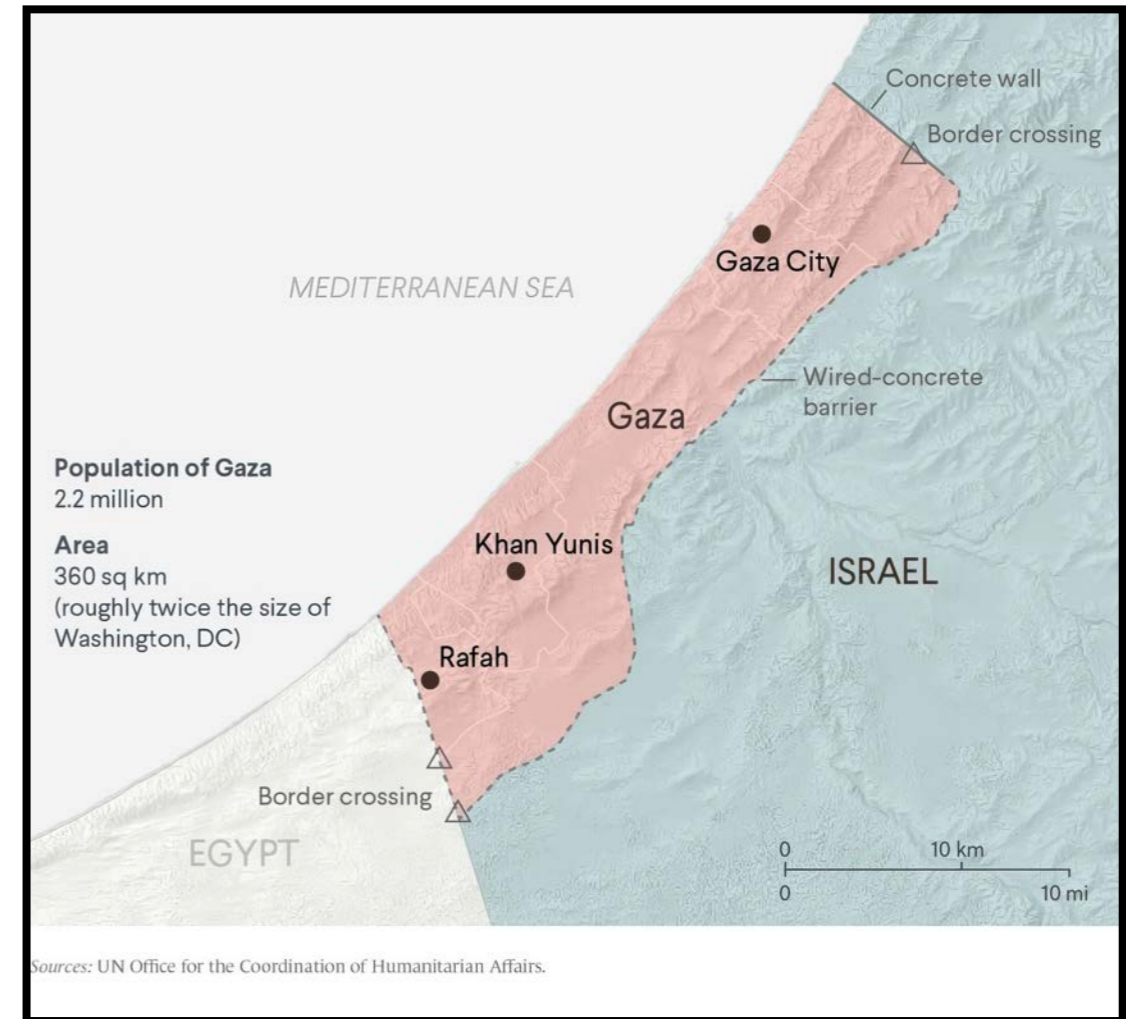 Concrete wall
Border crossing
Gaza City
MEDITERRANEAN SEA
Wired-concrete
barrier
Gaza
Population of Gaza
2.2 million
Area
360 sq km
(roughly twice the size of
Washington, DC)
Khan Yunis
ISRAEL
Rafah
Border crossing
EGYPT
0 10 km
0 10 mi
Sources: UN Office for the Coordination of Humanitarian Affairs.